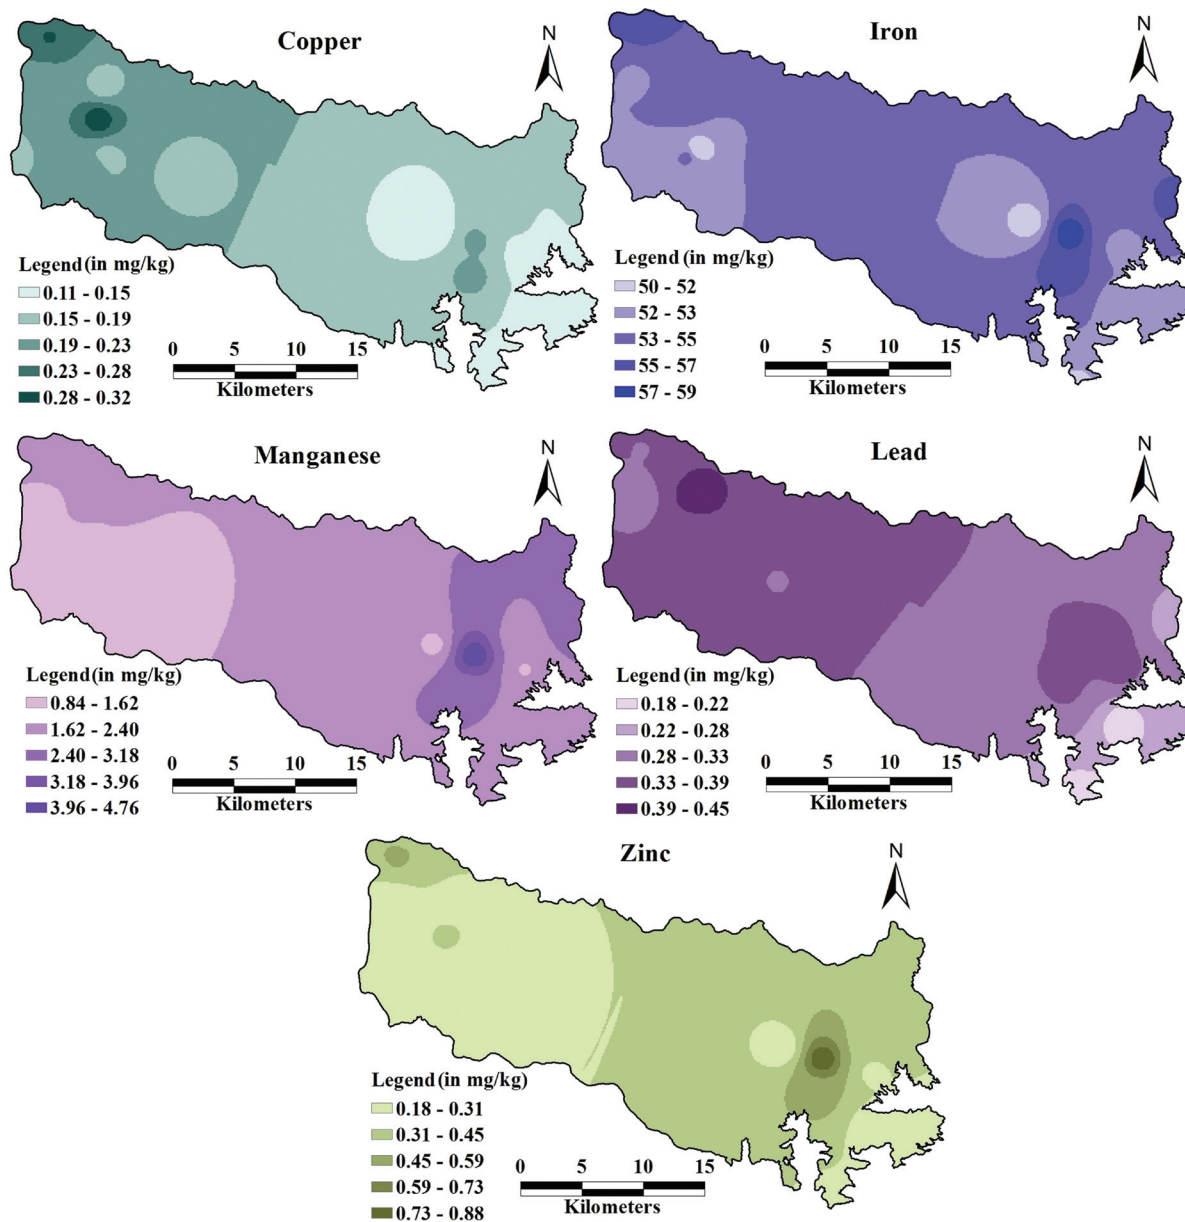 Copper
N
Legend (in mg/kg)
0.11 - 0.15
0.15 - 0.19
0.19 - 0.23
0.23 - 0.28
0.28 - 0.32
0 5 10 15
Kilometers
Iron
N
Legend (in mg/kg)
50 - 52
52 - 53
53 - 55
55 - 57
57 - 59
0 5 10 15
Kilometers
Manganese
N
Legend (in mg/kg)
0.84 - 1.62
1.62 - 2.40
2.40 - 3.18
3.18 - 3.96
3.96 - 4.76
0 5 10 15
Kilometers
Lead
N
Legend (in mg/kg)
0.18 - 0.22
0.22 - 0.28
0.28 - 0.33
0.33 - 0.39
0.39 - 0.45
0 5 10 15
Kilometers
Zinc
N
Legend (in mg/kg)
0.18 - 0.31
0.31 - 0.45
0.45 - 0.59
0.59 - 0.73
0.73 - 0.88
0 5 10 15
Kilometers